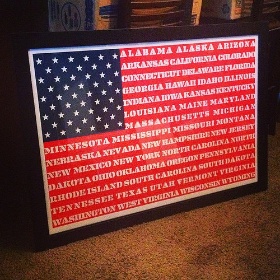 ALABAMA ALASKA ARIZONA
ARKANSAS CALIFORNIA COLORADO
CONNECTICUT DELAWARE FLORIDA
GEORGIA HAWAII IDAHO ILLINOIS
INDIANA IOWA KANSAS KENTUCKY
LOUISIANA MAINE MARYLAND
MASSACHUSETTS MICHIGAN
MINNESOTA MISSISSIPPI MISSOURI MONTANA
NEBRASKA NEVADA NEW HAMPSHIRE NEW JERSEY
NEW MEXICO NEW YORK NORTH CAROLINA NORTH
DAKOTA OHIO OKLAHOMA OREGON PENNSYLVANIA
RHODE ISLAND SOUTH CAROLINA SOUTH DAKOTA
TENNESSEE TEXAS UTAH VERMONT VIRGINIA
WASHINGTON WEST VIRGINIA WISCONSIN WYOMING